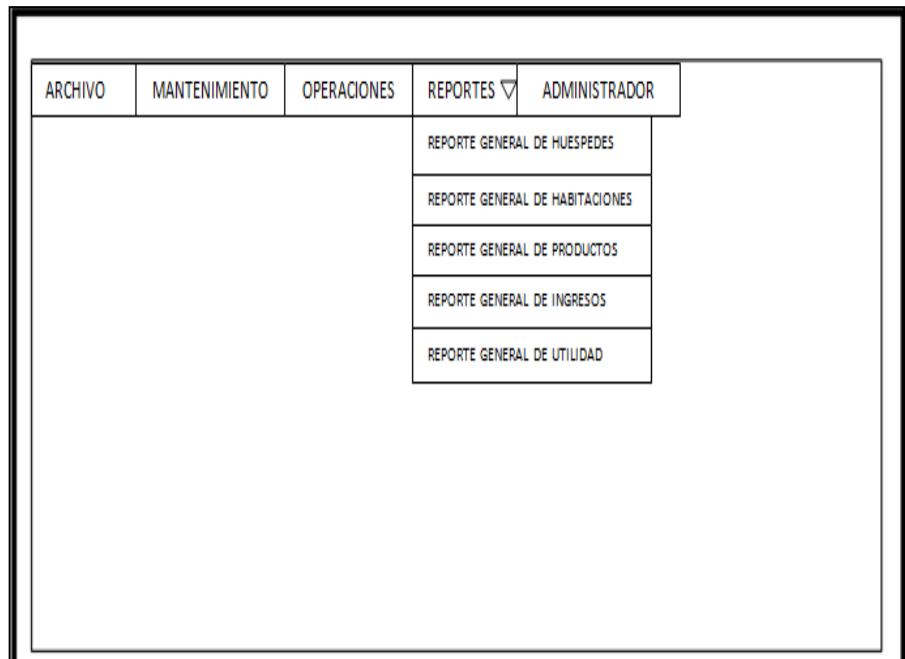 ARCHIVO MANTENIMIENTO OPERACIONES REPORTES ADMINISTRADOR
REPORTE GENERAL DE HUESPEDES
REPORTE GENERAL DE HABITACIONES
REPORTE GENERAL DE PRODUCTOS
REPORTE GENERAL DE INGRESOS
REPORTE GENERAL DE UTILIDAD